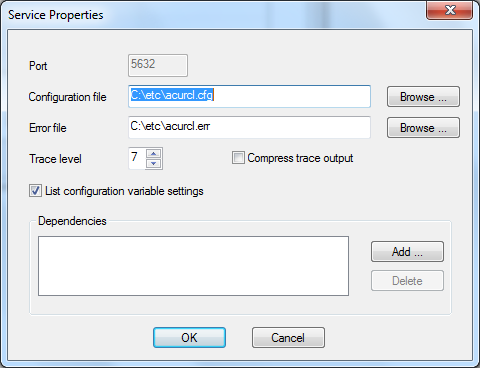 Service Properties
Port 5632
Configuration file C:\etc\acurcl.cfg Browse ...
Error file C:\etc\acurcl.err Browse ...
Trace level 7 Compress trace output
List configuration variable settings
Dependencies
Add ...
Delete
OK Cancel